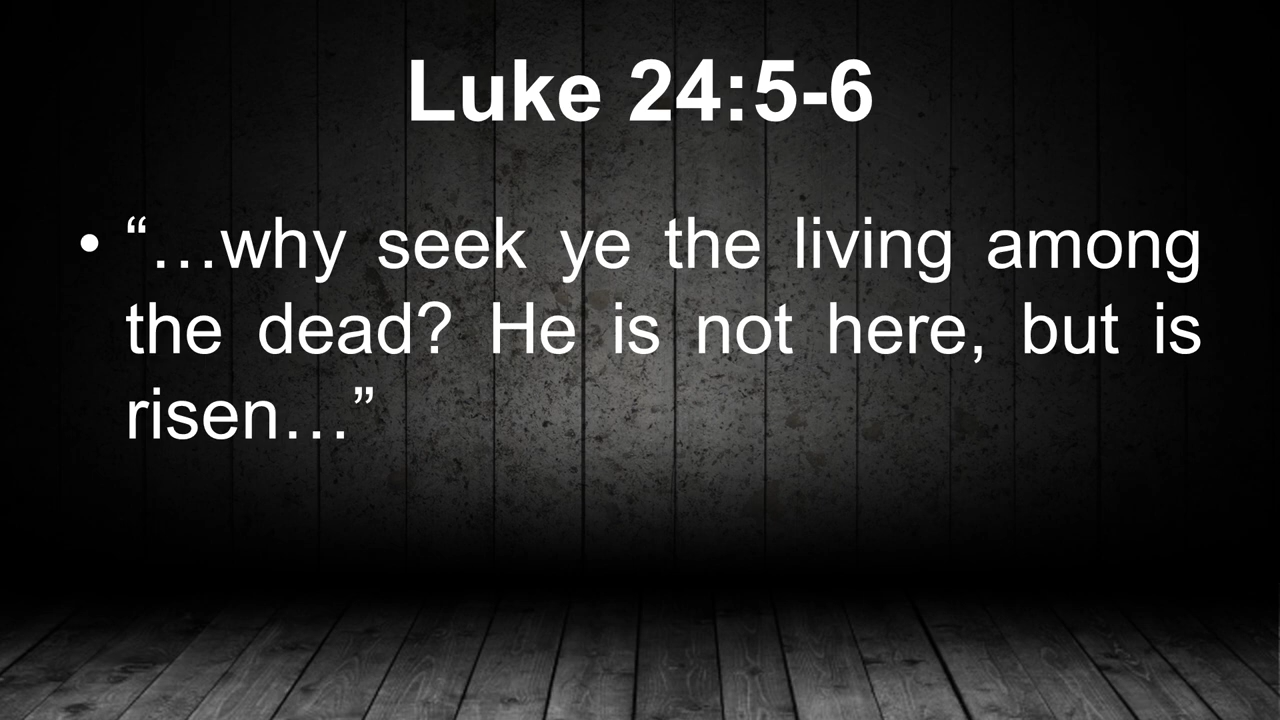 Luke 24:5-6
• “…why seek ye the living among
the dead? He is not here, but is
risen…”